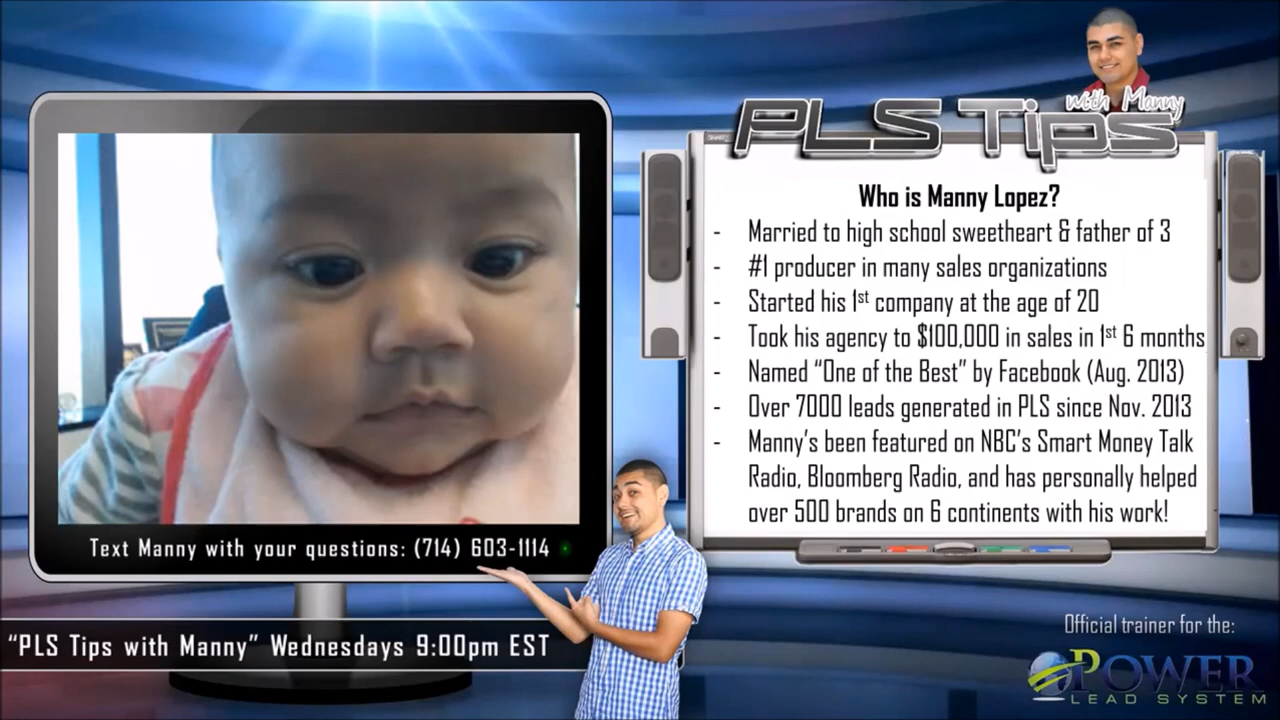 with Manny
PLS Tips
Who is Manny Lopez?
- Married to high school sweetheart & father of 3
- #1 producer in many sales organizations
- Started his 1st company at the age of 20
- Took his agency to $100,000 in sales in 1st 6 months
- Named “One of the Best” by Facebook (Aug. 2013)
- Over 7000 leads generated in PLS since Nov. 2013
- Manny’s been featured on NBC’s Smart Money Talk
Radio, Bloomberg Radio, and has personally helped
over 500 brands on 6 continents with his work!
Text Manny with your questions: (714) 603-1114
“PLS Tips with Manny” Wednesdays 9:00pm EST
Official trainer for the:
POWER
LEAD SYSTEM